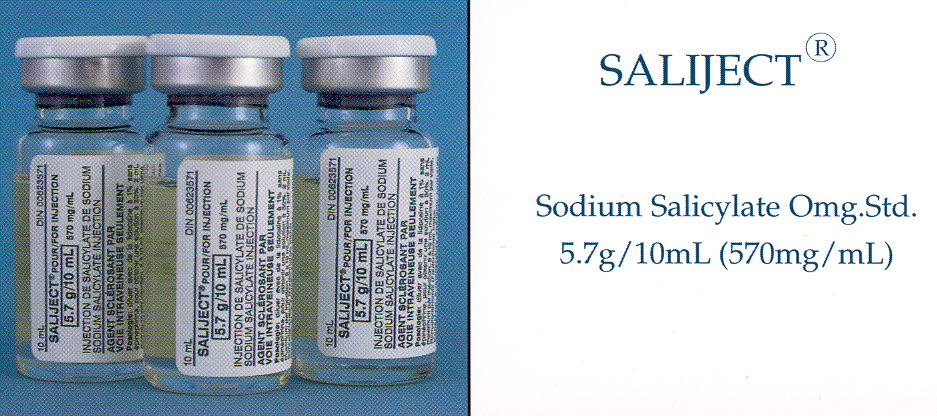 DIN 00623571
SALIJECT® POUR/FOR INJECTION
5.7 g/10 mL 570 mg/mL
INJECTION DE SALICYLATE DE SODIUM
SODIUM SALICYLATE INJECTION
AGENT SCLÉROSANT PAR
VOIE INTRAVEINEUSE SEULEMENT
10 mL
DIN 00623571
SALIJECT® POUR/FOR INJECTION
5.7 g/10 mL 570 mg/mL
INJECTION DE SALICYLATE DE SODIUM
SODIUM SALICYLATE INJECTION
AGENT SCLÉROSANT PAR
VOIE INTRAVEINEUSE SEULEMENT
10 mL
DIN 00623571
SALIJECT® POUR/FOR INJECTION
5.7 g/10 mL 570 mg/mL
INJECTION DE SALICYLATE DE SODIUM
SODIUM SALICYLATE INJECTION
AGENT SCLÉROSANT PAR
VOIE INTRAVEINEUSE SEULEMENT
10 mL
SALIJECT®
Sodium Salicylate Omg.Std.
5.7g/10mL (570mg/mL)